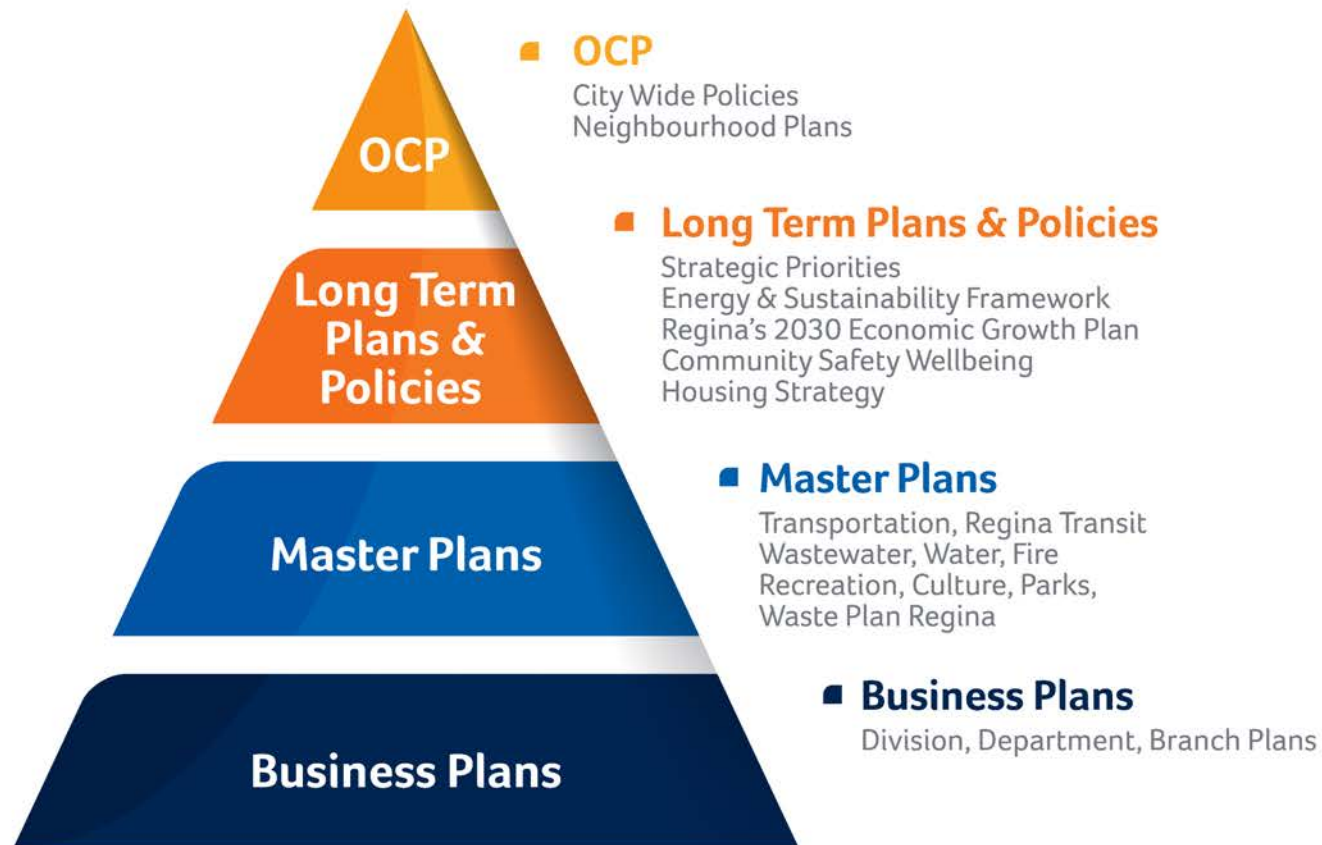 OCP
OCP
City Wide Policies
Neighbourhood Plans
Long Term
Plans &
Policies
Long Term Plans & Policies
Strategic Priorities
Energy & Sustainability Framework
Regina's 2030 Economic Growth Plan
Community Safety Wellbeing
Housing Strategy
Master Plans
Master Plans
Transportation, Regina Transit
Wastewater, Water, Fire
Recreation, Culture, Parks,
Waste Plan Regina
Business Plans
Business Plans
Division, Department, Branch Plans